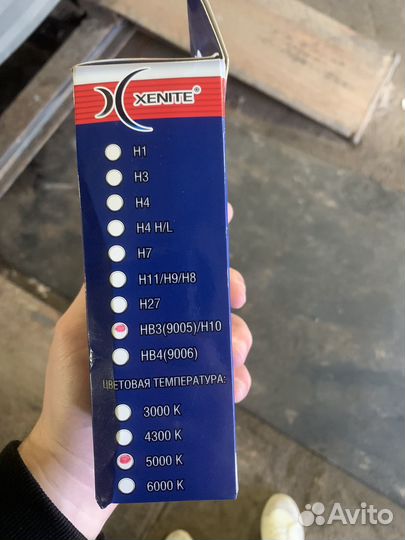 XENITE®
H1
H3
H4
H4 H/L
H7
H11/H9/H8
H27
HB3(9005)/H10
HB4(9006)
ЦВЕТОВАЯ ТЕМПЕРАТУРА:
3000 K
4300 K
5000 K
6000 K
Avito